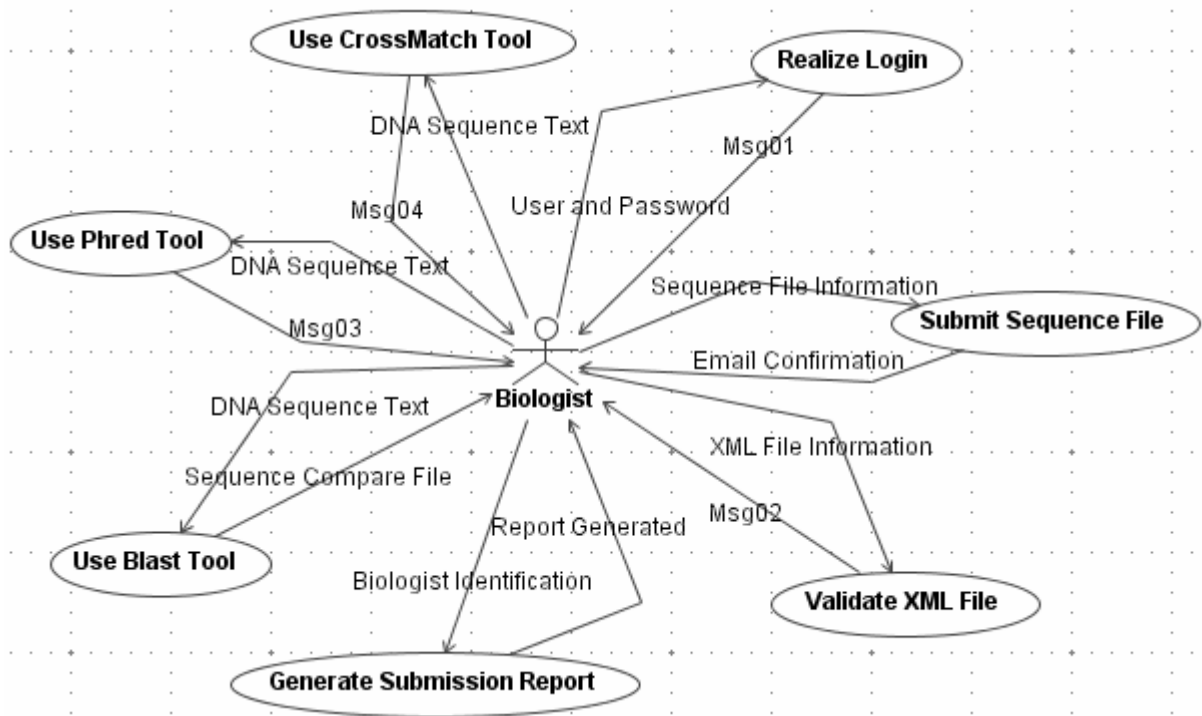 Use CrossMatch Tool
Realize Login
DNA Sequence Text
Msg01
Msg04
User and Password
Use Phred Tool
DNA Sequence Text
Sequence File Information
Msg03
Submit Sequence File
Email Confirmation
Biologist
DNA Sequence Text
XML File Information
Sequence Compare File
Msg02
Report Generated
Use Blast Tool
Biologist Identification
Validate XML File
Generate Submission Report